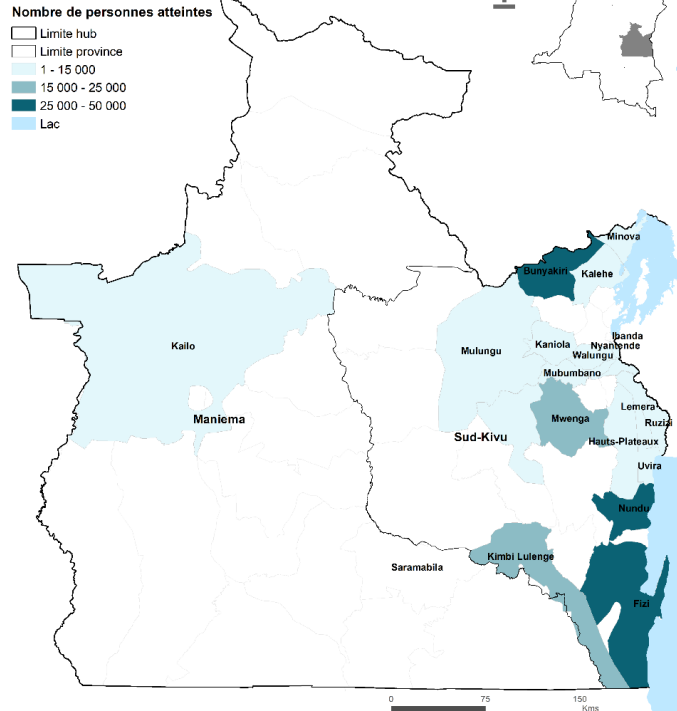 Nombre de personnes atteintes
Limite hub
Limite province
1 - 15 000
15 000 - 25 000
25 000 - 50 000
Lac
Minova
Bunyakiri
Kalehe
Ibanda
Kailo
Mulungu
Kaniola
Nyantonde
Walungu
Mubumbano
Maniema
Mwenga
Lemera
Ruzizi
Sud-Kivu
Hauts-Plateaux
Uvira
Nundu
Kimbi Lulenge
Saramabila
Fizi
0 75 150
Kms